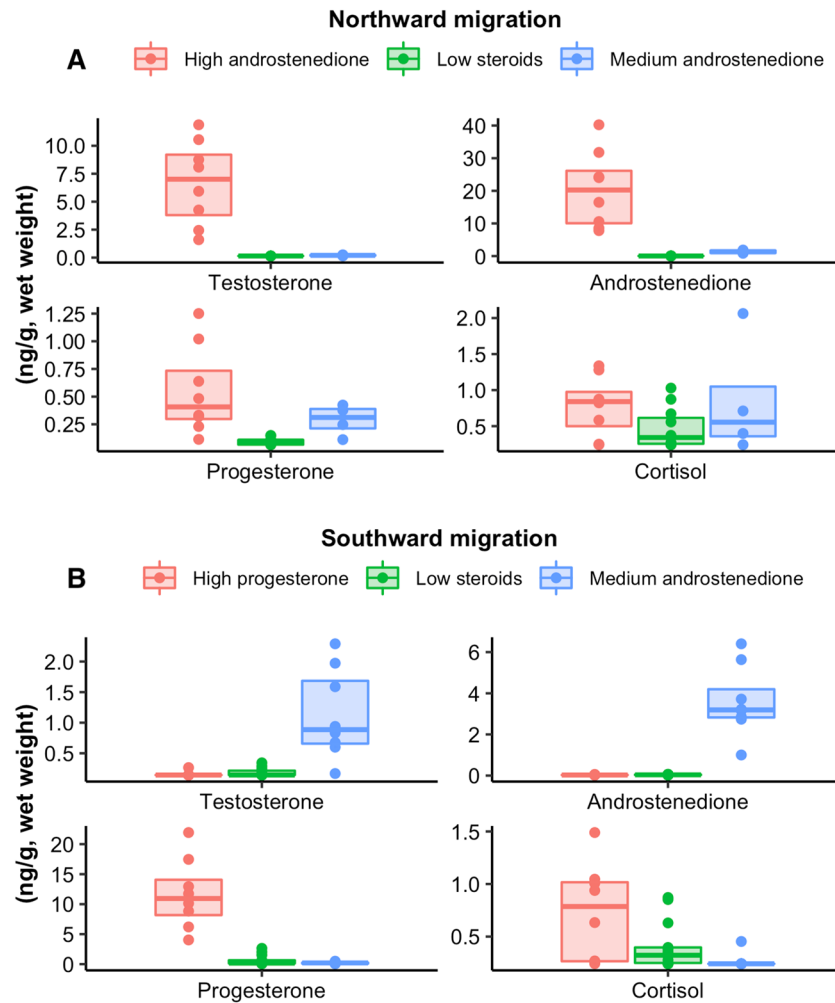 Northward migration
A
High androstenedione Low steroids Medium androstenedione
(ng/g, wet weight)
10.0
7.5
5.0
2.5
0.0
Testosterone
40
30
20
10
0
Androstenedione
1.25
1.00
0.75
0.50
0.25
Progesterone
2.0
1.5
1.0
0.5
Cortisol
Southward migration
B
High progesterone Low steroids Medium androstenedione
(ng/g, wet weight)
2.0
1.5
1.0
0.5
Testosterone
6
4
2
0
Androstenedione
20
15
10
5
0
Progesterone
1.5
1.0
0.5
Cortisol